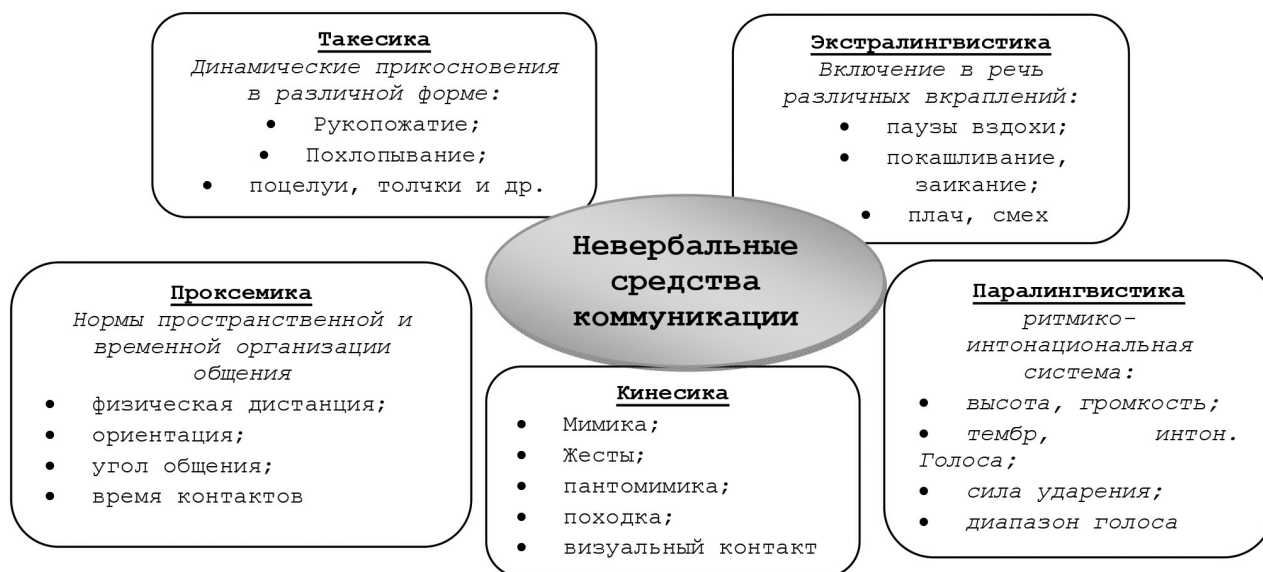 Такесика
Динамические прикосновения
в различной форме:
• Рукопожатие;
• Похлопывание;
• поцелуи, толчки и др.
Экстралингвистика
Включение в речь
различных вкраплений:
• паузы вздохи;
• покашливание,
заикание;
• плач, смех
Невербальные
средства
коммуникации
Проксемика
Нормы пространственной и
временной организации
общения
• физическая дистанция;
• ориентация;
• угол общения;
• время контактов
Кинесика
• Мимика;
• Жесты;
• пантомимика;
• походка;
• визуальный контакт
Паралингвистика
ритмико-
интонациональная
система:
• высота, громкость;
• тембр, интон.
Голоса;
• сила ударения;
• диапазон голоса